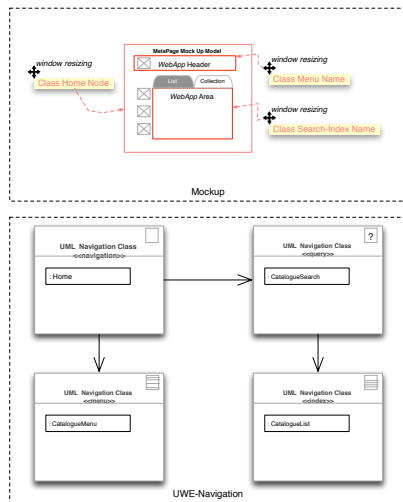 MetaPage Mock Up Model
window resizing
WebApp Header
window resizing
Class Home Node
List
Collection
Class Menu Name
WebApp Area
window resizing
Class Search-Index Name
Mockup
UML Navigation Class
<<navigation>>
: Home
UML Navigation Class
<<query>>
?
: CatalogueSearch
UML Navigation Class
<<menu>>
: CatalogueMenu
UML Navigation Class
<<index>>
: CatalogueList
UWE-Navigation